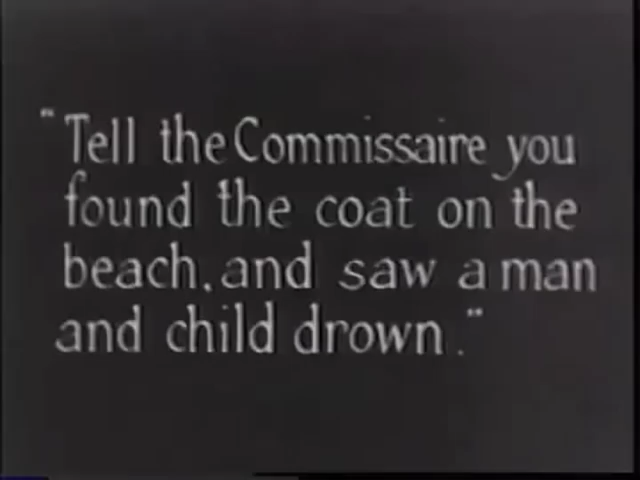 "Tell the Commissaire you
found the coat on the
beach, and saw a man
and child drown."